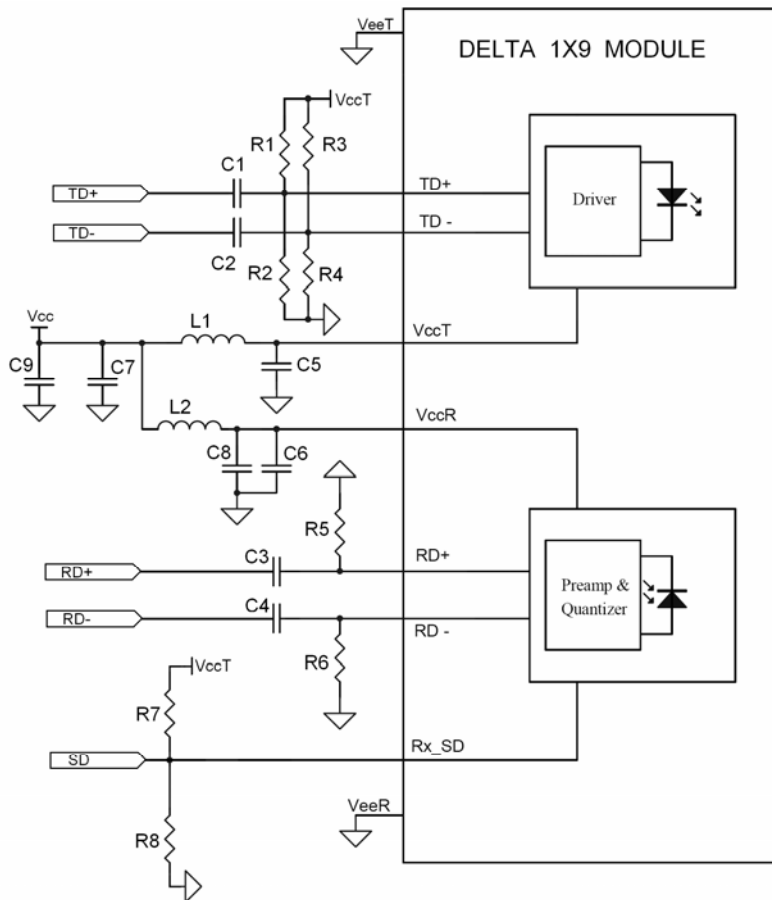 VeeT
DELTA 1X9 MODULE
VccT
R1
R3
C1
TD+
TD+
Driver
TD-
TD -
C2
R2
R4
Vcc
L1
VccT
C9
C7
C5
L2
VccR
C8
C6
R5
C3
RD+
RD+
Preamp &
Quantizer
C4
RD-
RD -
R6
VccT
R7
Rx_SD
SD
VeeR
R8